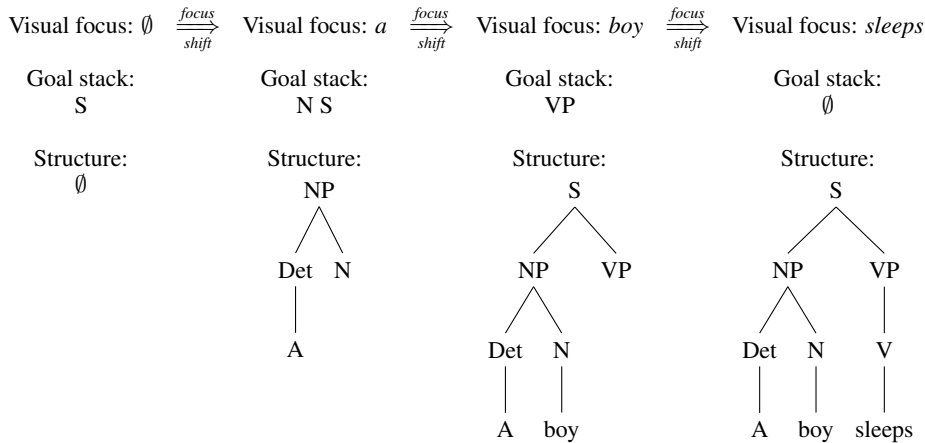 Visual focus: ∅ focus ⇒ shift Visual focus: a focus ⇒ shift Visual focus: boy focus ⇒ shift Visual focus: sleeps
Goal stack: Goal stack: Goal stack: Goal stack:
S N S VP ∅
Structure: Structure: Structure: Structure:
∅ NP S S
Det N NP VP NP VP
A Det N Det N V
A boy A boy sleeps